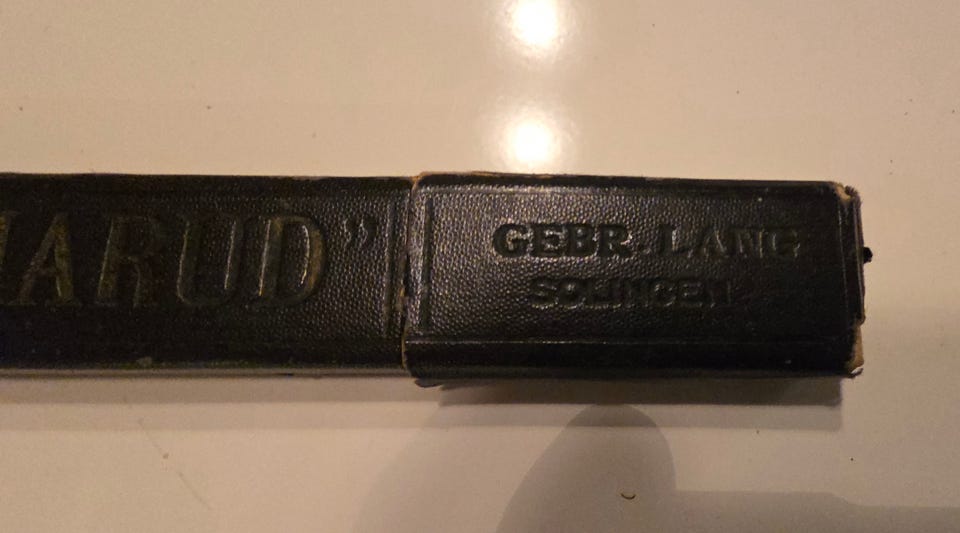 ARUD”
GEBR. LANG
SOLINGEN